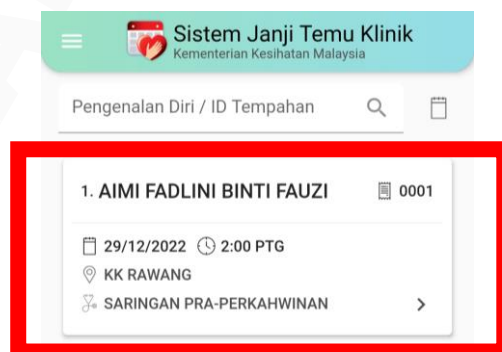 Sistem Janji Temu Klinik
Kementerian Kesihatan Malaysia
Pengenalan Diri / ID Tempahan
1. AIMI FADLINI BINTI FAUZI 0001
29/12/2022 2:00 PTG
KK RAWANG
SARINGAN PRA-PERKAHWINAN